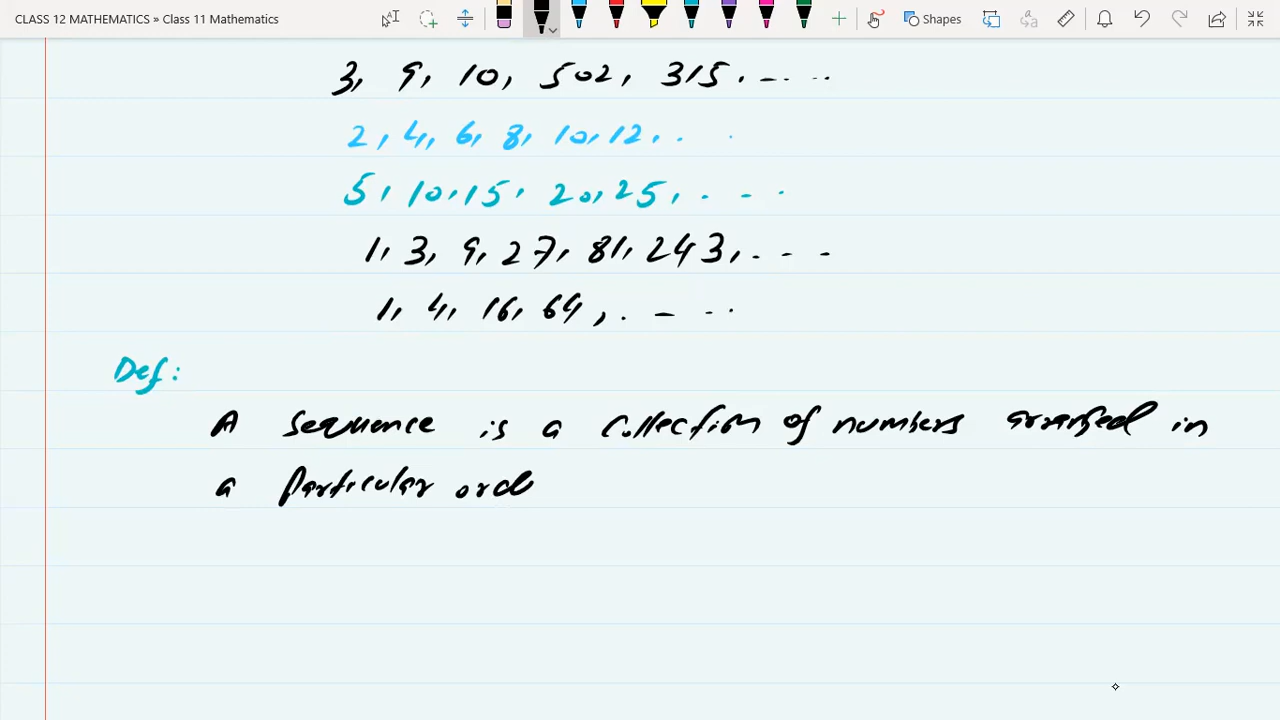 CLASS 12 MATHEMATICS » Class 11 Mathematics
Shapes
3, 9, 10, 502, 315, ....
2, 4, 6, 8, 10, 12, . .
5, 10, 15, 20, 25, . - .
1, 3, 9, 27, 81, 243, . - -
1, 4, 16, 64, . - ..
Def:
A sequence is a collection of numbers arranged in
a particular ord